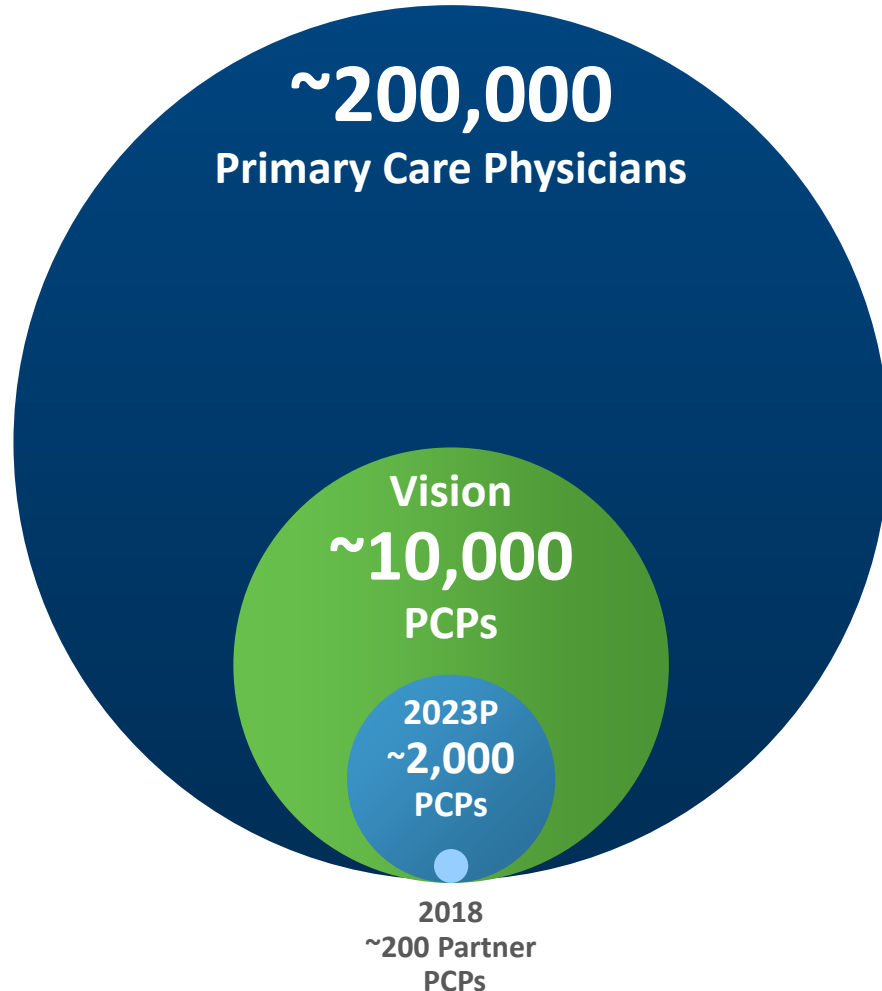 ~200,000
Primary Care Physicians
Vision
~10,000
PCPs
2023P
~2,000
PCPs
2018
~200 Partner
PCPs